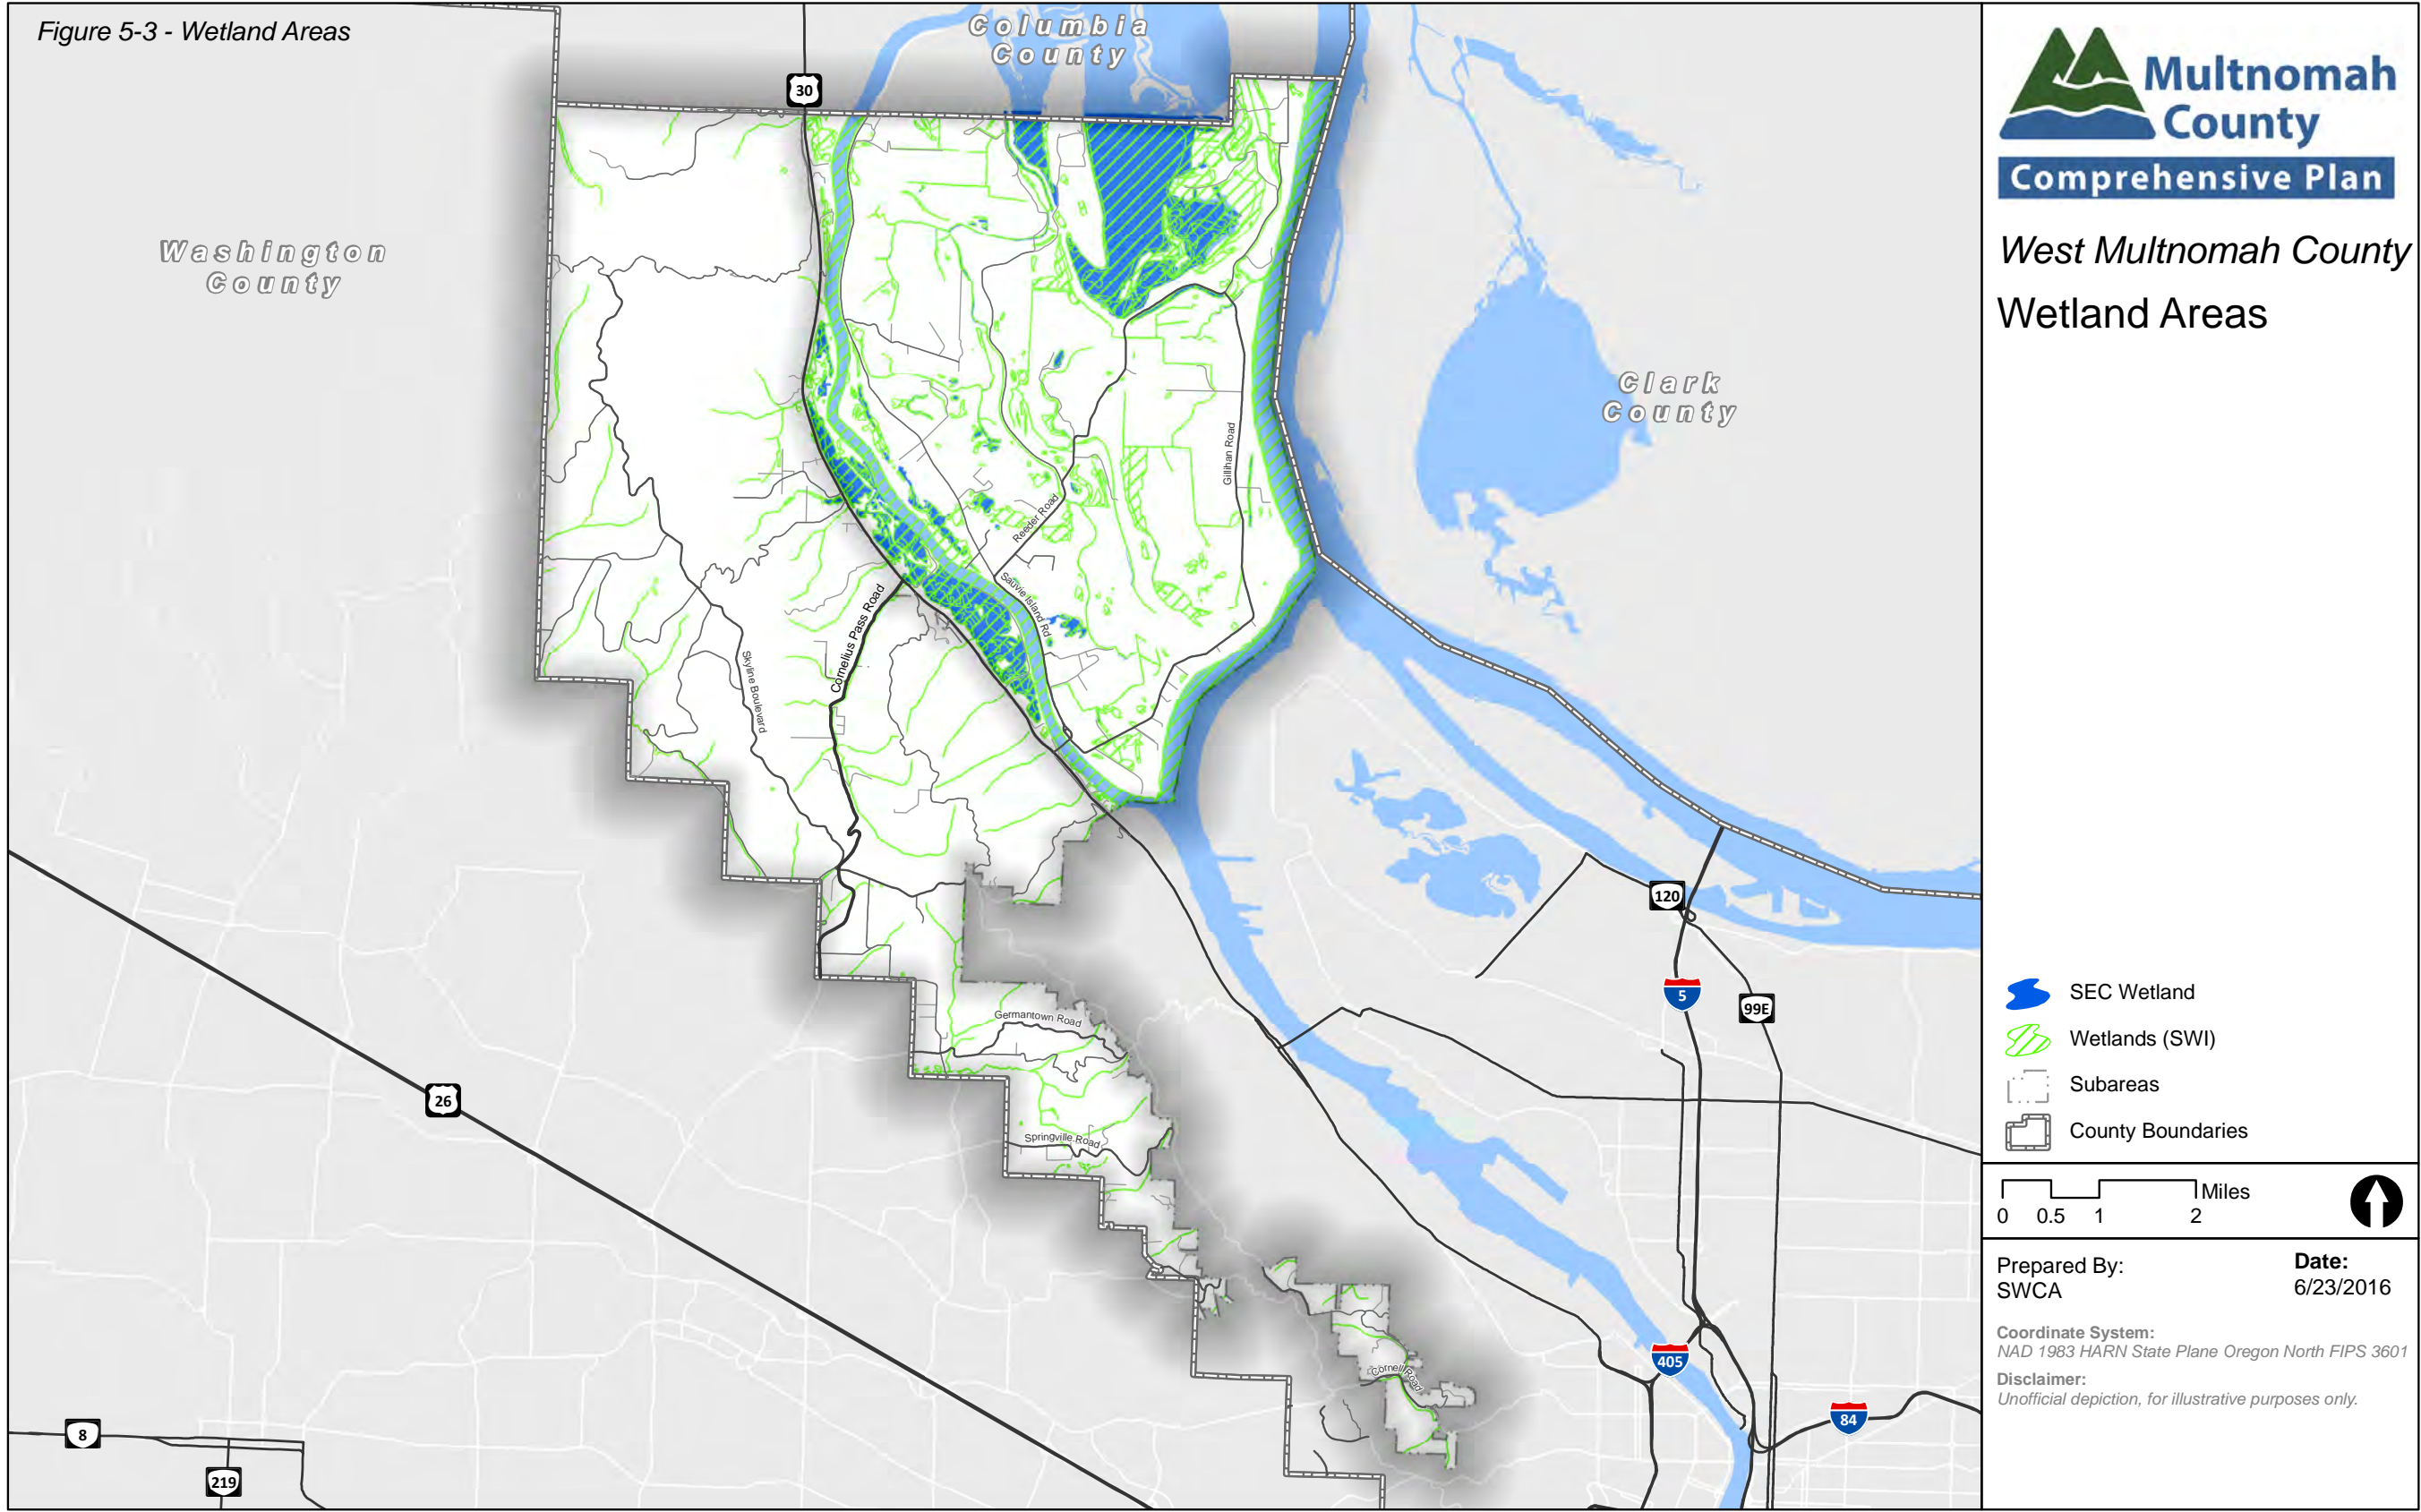 Figure 5-3 - Wetland Areas
Columbia
County
30
Washington
County
Clark
County
Gillihan Road
Reeder Road
Sauvie Island Rd
Cornelius Pass Road
Skyline Boulevard
120
5
99E
Germantown Road
26
Springville Road
Cornell Road
405
84
8
219
Multnomah
County
Comprehensive Plan
West Multnomah County
Wetland Areas
SEC Wetland
Wetlands (SWI)
Subareas
County Boundaries
Miles
0 0.5 1 2
Prepared By:
SWCA
Date:
6/23/2016
Coordinate System:
NAD 1983 HARN State Plane Oregon North FIPS 3601
Disclaimer:
Unofficial depiction, for illustrative purposes only.